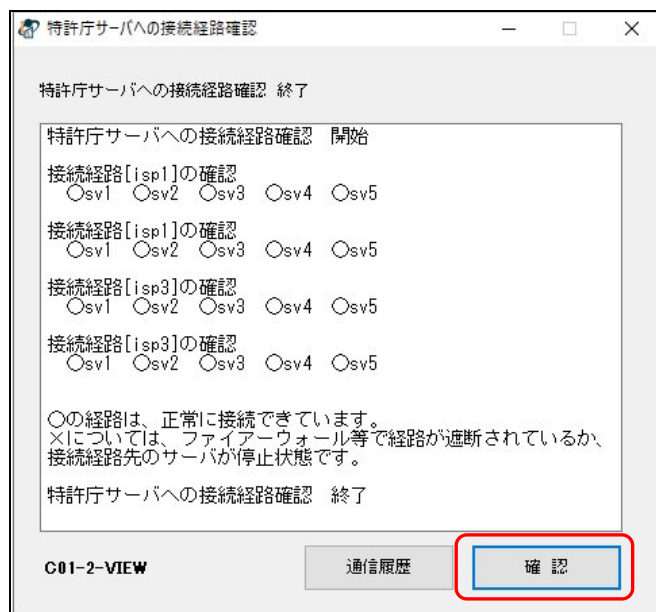 特許庁サーバへの接続経路確認
特許庁サーバへの接続経路確認 終了
特許庁サーバへの接続経路確認 開始
接続経路[isp1]の確認
○sv1 ○sv2 ○sv3 ○sv4 ○sv5
接続経路[isp1]の確認
○sv1 ○sv2 ○sv3 ○sv4 ○sv5
接続経路[isp3]の確認
○sv1 ○sv2 ○sv3 ○sv4 ○sv5
接続経路[isp3]の確認
○sv1 ○sv2 ○sv3 ○sv4 ○sv5
○の経路は、正常に接続できています。
×については、ファイアーウォール等で経路が遮断されているか、
接続経路先のサーバが停止状態です。
特許庁サーバへの接続経路確認 終了
C01-2-VIEW 通信履歴 確 認